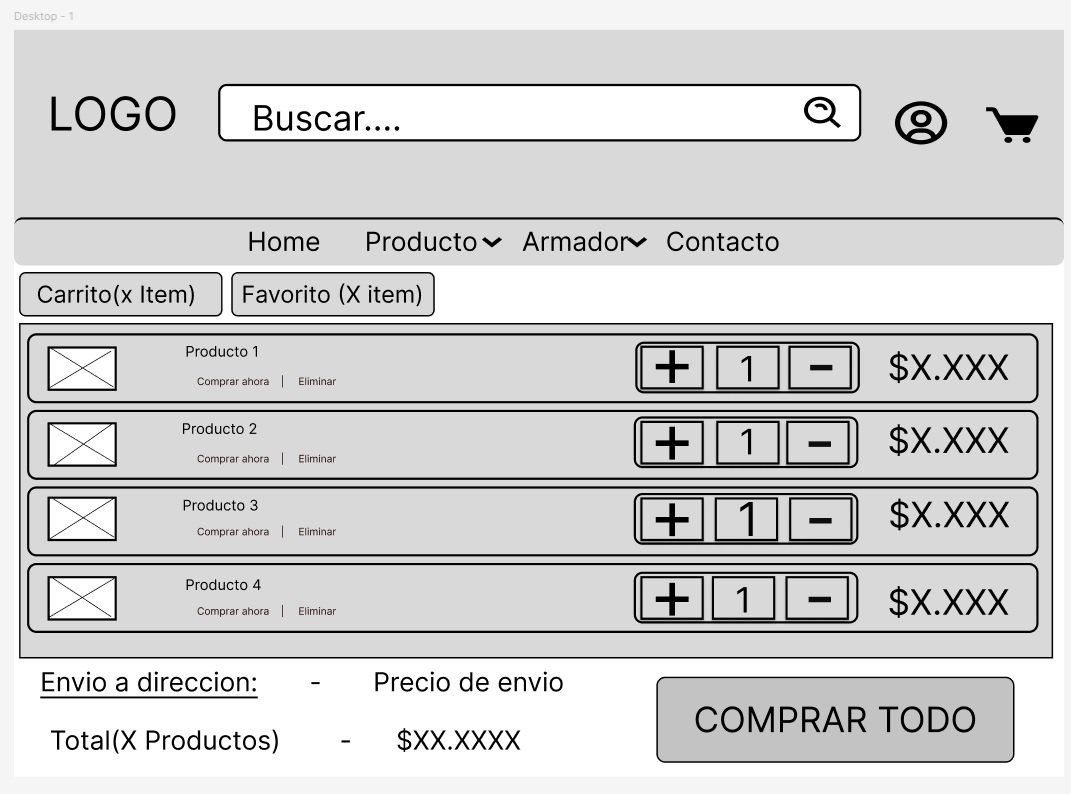 Desktop - 1
LOGO
Buscar....
Home Producto Armador Contacto
Carrito(x Item) Favorito (X item)
Producto 1
Comprar ahora | Eliminar
+ 1 - $X.XXX
Producto 2
Comprar ahora | Eliminar
+ 1 - $X.XXX
Producto 3
Comprar ahora | Eliminar
+ 1 - $X.XXX
Producto 4
Comprar ahora | Eliminar
+ 1 - $X.XXX
Envio a direccion: - Precio de envio
Total(X Productos) - $XX.XXXX
COMPRAR TODO